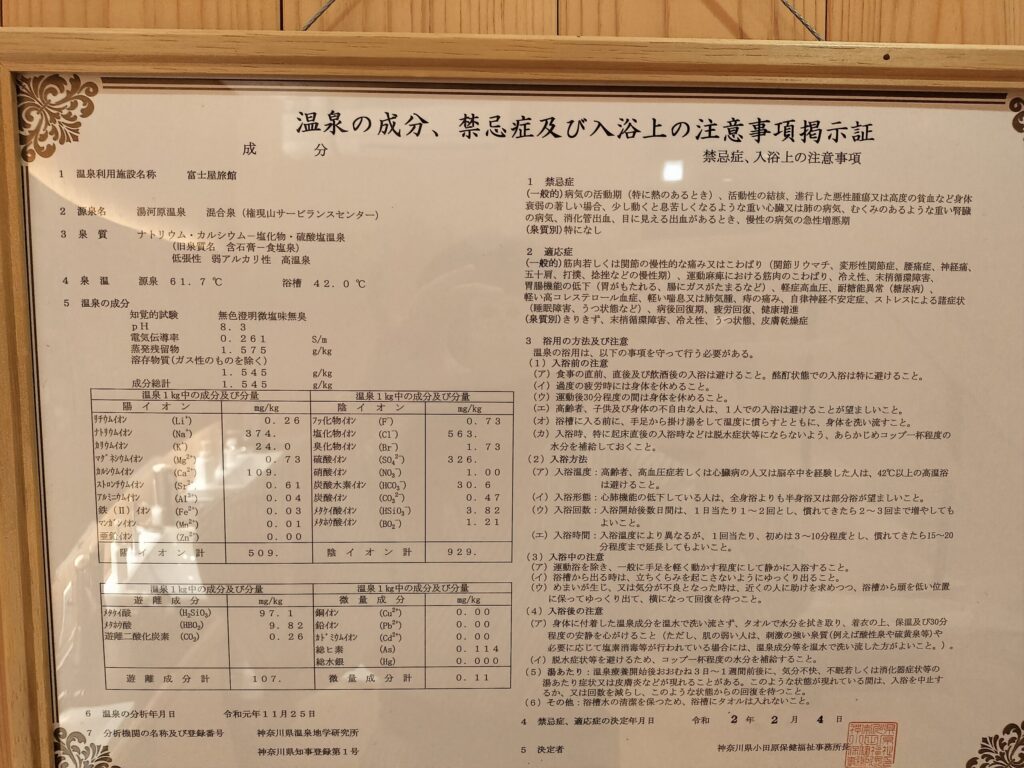 温泉の成分、禁忌症及び入浴上の注意事項掲示証
成 分
1 温泉利用施設名称 富士屋旅館
2 源泉名 湯河原温泉 混合泉(権現山サービランスセンター)
3 泉 質 ナトリウム・カルシウム－塩化物・硫酸塩温泉
(旧泉質名 含石膏－食塩泉)
低張性 弱アルカリ性 高温泉
4 泉 温 源泉 61.7 ℃ 浴槽 42.0 ℃
5 温泉の成分
知覚的試験 無色澄明微塩味無臭
pH 8.3
電気伝導率 0.261 S/m
蒸発残留物 1.575 g/kg
溶存物質(ガス性のものを除く)
1.545 g/kg
成分総計 1.545 g/kg
温泉1kg中の成分及び分量 温泉1kg中の成分及び分量
陽イオン mg/kg 陰イオン mg/kg
リチウムイオン (Li⁺) 0.26 フッ化物イオン (F⁻) 0.73
ナトリウムイオン (Na⁺) 374. 塩化物イオン (Cl⁻) 563.
カリウムイオン (K⁺) 24.0 臭化物イオン (Br⁻) 1.73
マグネシウムイオン (Mg²⁺) 0.73 硫酸イオン (SO₄²⁻) 326.
カルシウムイオン (Ca²⁺) 109. 硝酸イオン (NO₃⁻) 1.00
ストロンチウムイオン (Sr²⁺) 0.61 炭酸水素イオン (HCO₃⁻) 30.6
アルミニウムイオン (Al³⁺) 0.04 炭酸イオン (CO₃²⁻) 0.47
鉄(Ⅱ)イオン (Fe²⁺) 0.03 メタケイ酸イオン (HSiO₃⁻) 3.82
マンガンイオン (Mn²⁺) 0.01 メタホウ酸イオン (BO₂⁻) 1.21
亜鉛イオン (Zn²⁺) 0.00
陽イオン計 509. 陰イオン計 929.
温泉1kg中の成分及び分量 温泉1kg中の成分及び分量
遊離成分 mg/kg 微量成分 mg/kg
メタケイ酸 (H₂SiO₃) 97.1 銅イオン (Cu²⁺) 0.00
メタホウ酸 (HBO₂) 9.82 鉛イオン (Pb²⁺) 0.00
遊離二酸化炭素 (CO₂) 0.26 カドミウムイオン (Cd²⁺) 0.00
総ヒ素 (As) 0.114
総水銀 (Hg) 0.000
遊離成分計 107. 微量成分計 0.11
6 温泉の分析年月日 令和元年11月25日
7 分析機関の名称及び登録番号 神奈川県温泉地学研究所
神奈川県知事登録第1号
禁忌症、入浴上の注意事項
1 禁忌症
(一般的)病気の活動期(特に熱のあるとき)、活動性の結核、進行した悪性腫瘍又は高度の貧血など身体
衰弱の著しい場合、少し動くと息苦しくなるような重い心臓又は肺の病気、むくみのあるような重い腎臓
の病気、消化管出血、目に見える出血があるとき、慢性の病気の急性増悪期
(泉質別)特になし
2 適応症
(一般的)筋肉若しくは関節の慢性的な痛み又はこわばり(関節リウマチ、変形性関節症、腰痛症、神経痛、
五十肩、打撲、捻挫などの慢性期)、運動麻痺における筋肉のこわばり、冷え性、末梢循環障害、
胃腸機能の低下(胃がもたれる、腸にガスがたまるなど)、軽症高血圧、耐糖能異常(糖尿病)、
軽い高コレステロール血症、軽い喘息又は肺気腫、痔の痛み、自律神経不安定症、ストレスによる諸症状
(睡眠障害、うつ状態など)、病後回復期、疲労回復、健康増進
(泉質別)きりきず、末梢循環障害、冷え性、うつ状態、皮膚乾燥症
3 浴用の方法及び注意
温泉の浴用は、以下の事項を守って行う必要がある。
(1)入浴前の注意
(ア)食事の直前、直後及び飲酒後の入浴は避けること。酩酊状態での入浴は特に避けること。
(イ)過度の疲労時には身体を休めること。
(ウ)運動後30分程度の間は身体を休めること。
(エ)高齢者、子供及び身体の不自由な人は、1人での入浴は避けることが望ましいこと。
(オ)浴槽に入る前に、手足から掛け湯をして温度に慣らすとともに、身体を洗い流すこと。
(カ)入浴時、特に起床直後の入浴時などは脱水症状等にならないよう、あらかじめコップ一杯程度の
水分を補給しておくこと。
(2)入浴方法
(ア)入浴温度:高齢者、高血圧症若しくは心臓病の人又は脳卒中を経験した人は、42℃以上の高温浴
は避けること。
(イ)入浴形態:心肺機能の低下している人は、全身浴よりも半身浴又は部分浴が望ましいこと。
(ウ)入浴回数:入浴開始後数日間は、1日当たり1～2回とし、慣れてきたら2～3回まで増やしても
よいこと。
(エ)入浴時間:入浴温度により異なるが、1回当たり、初めは3～10分程度とし、慣れてきたら15～20
分程度まで延長してもよい。
(3)入浴中の注意
(ア)運動浴を除き、一般に手足を軽く動かす程度にして静かに入浴すること。
(イ)浴槽から出る時は、立ちくらみを起こさないようにゆっくり出ること。
(ウ)めまいが生じ、又は気分が不良となった時は、近くの人に助けを求めつつ、浴槽から頭を低い位置
に保ってゆっくり出て、横になって回復を待つこと。
(4)入浴後の注意
(ア)身体に付着した温泉成分を温水で洗い流さず、タオルで水分を拭き取り、着衣の上、保温及び30分
程度の安静を心がけること(ただし、肌の弱い人は、刺激の強い泉質(例えば酸性泉や硫黄泉等)や
必要に応じて塩素消毒等が行われている場合には、温泉成分等を温水で洗い流した方がよいこと。)。
(イ)脱水症状等を避けるため、コップ一杯程度の水分を補給すること。
(5)湯あたり:温泉療養開始後おおむね3日～1週間前後に、気分不快、不眠若しくは消化器症状等の
湯あたり症状又は皮膚炎などが現れることがある。このような状態が現れている間は、入浴を中止す
るか、又は回数を減らし、このような状態からの回復を待つこと。
(6)その他:浴槽水の清潔を保つため、浴槽にタオルは入れないこと。
4 禁忌症、適応症の決定年月日 令和 2年 2月 4日
5 決定者 神奈川県小田原保健福祉事務所長